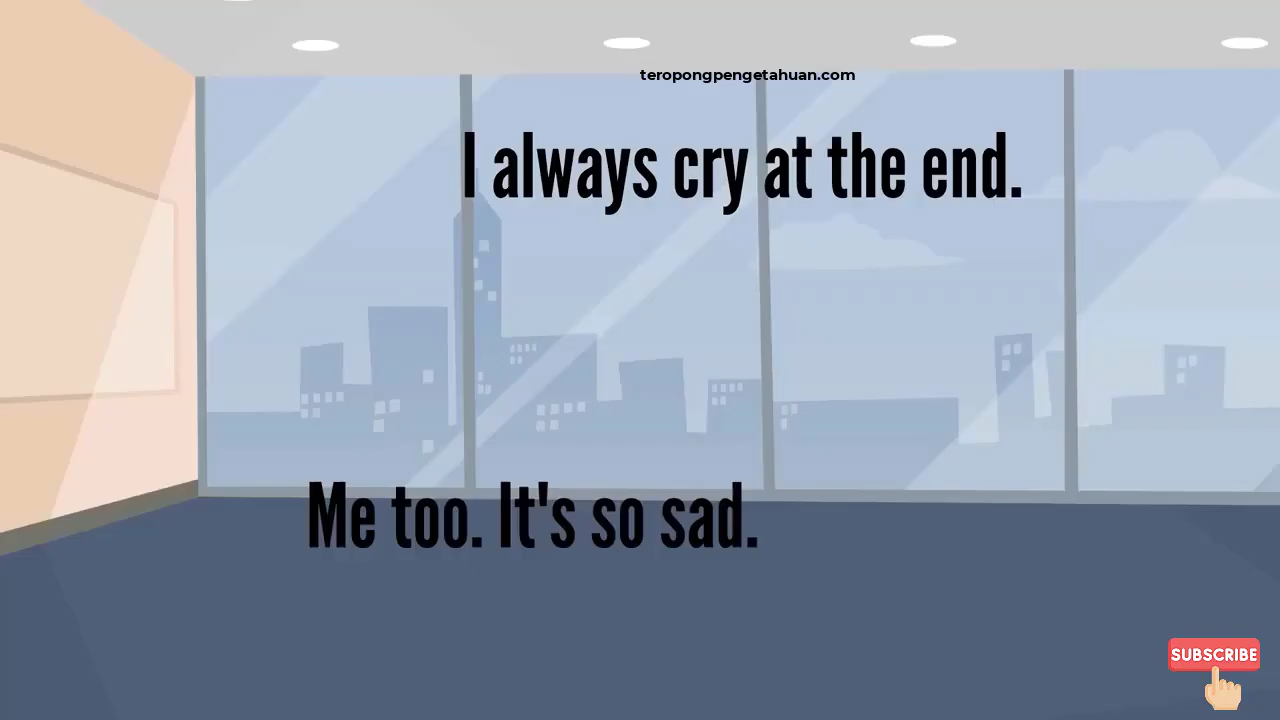 teropongpengetahuan.com
I always cry at the end.
Me too. It's so sad.
SUBSCRIBE